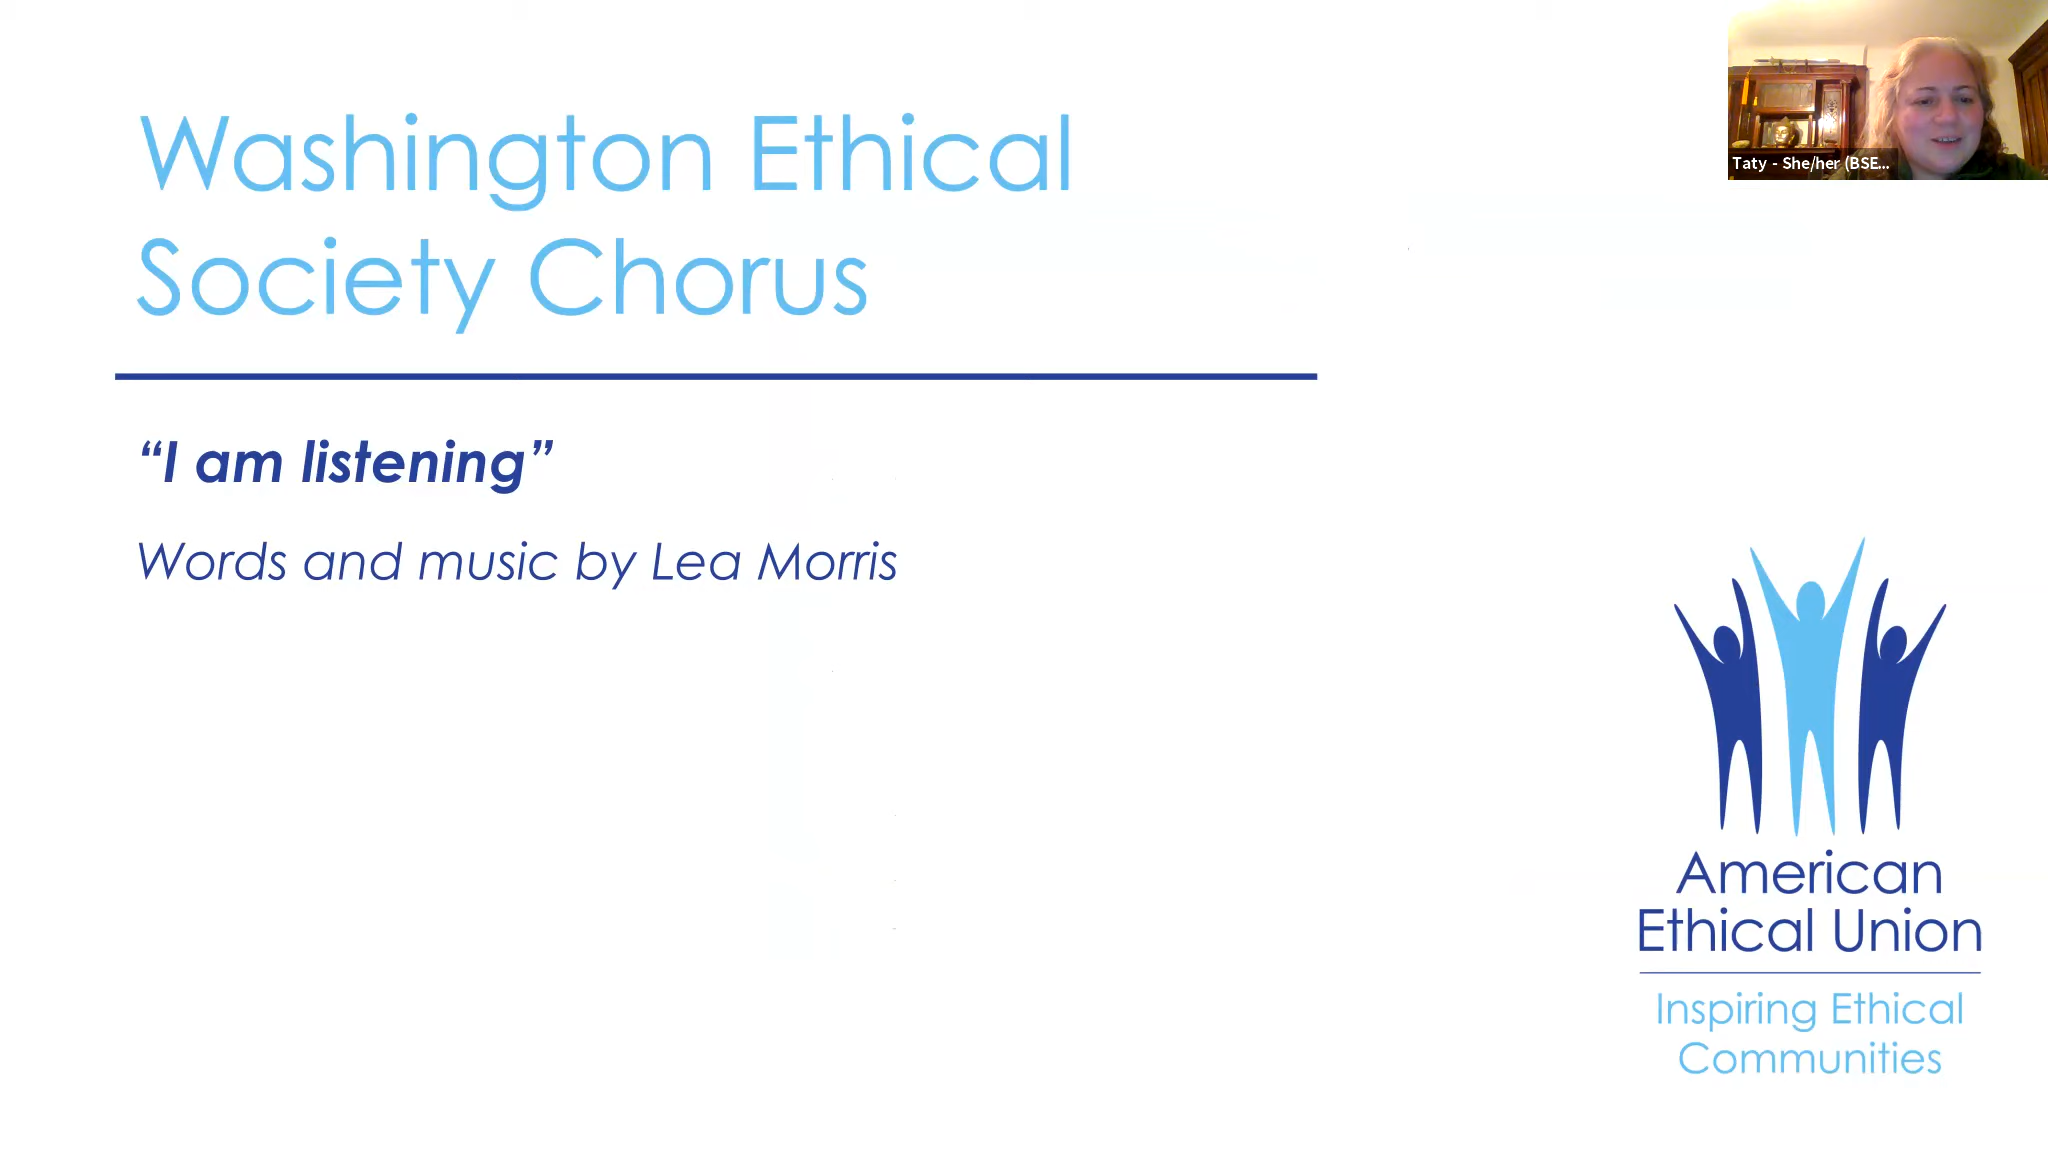 Washington Ethical
Society Chorus
Taty - She/her (BSE...
“I am listening”
Words and music by Lea Morris
American
Ethical Union
Inspiring Ethical
Communities